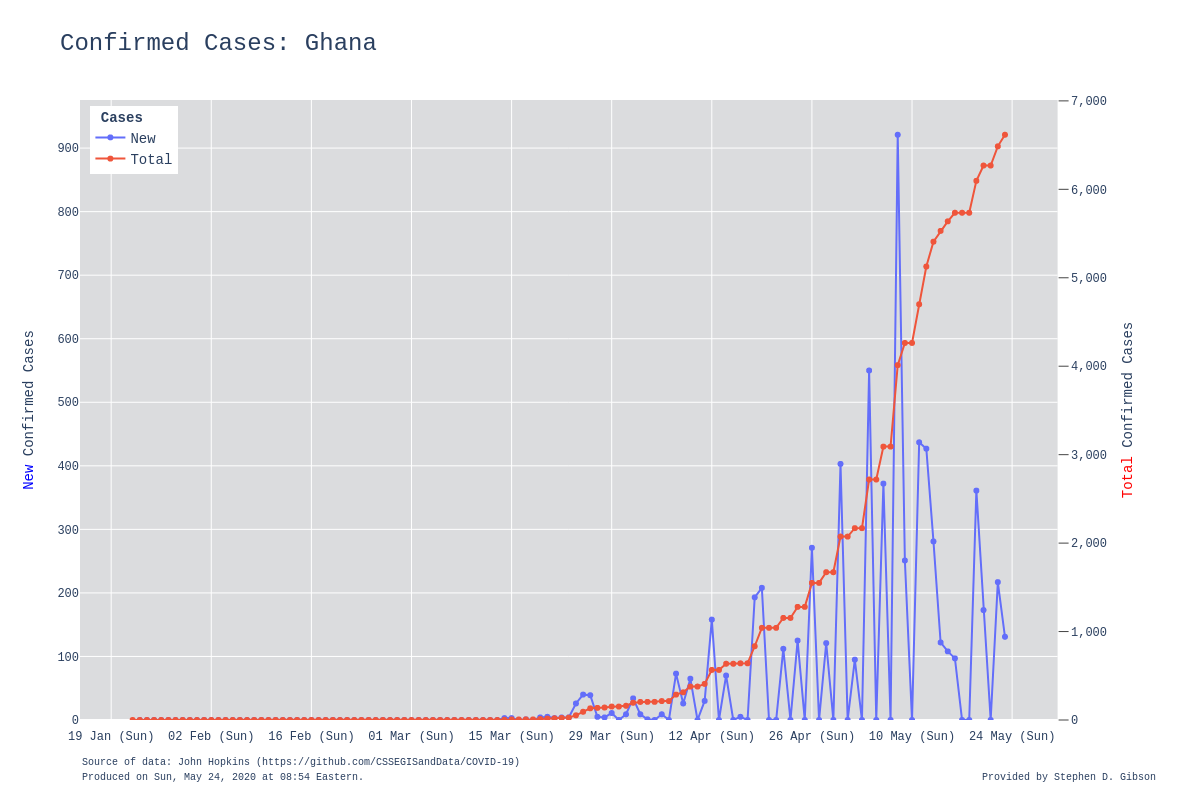 Confirmed Cases: Ghana
Cases
New
Total
900
800
700
600
500
400
300
200
100
0
7,000
6,000
5,000
4,000
3,000
2,000
1,000
0
New Confirmed Cases
Total Confirmed Cases
19 Jan (Sun) 02 Feb (Sun) 16 Feb (Sun) 01 Mar (Sun) 15 Mar (Sun) 29 Mar (Sun) 12 Apr (Sun) 26 Apr (Sun) 10 May (Sun) 24 May (Sun)
Source of data: John Hopkins (https://github.com/CSSEGISandData/COVID-19)
Produced on Sun, May 24, 2020 at 08:54 Eastern.
Provided by Stephen D. Gibson